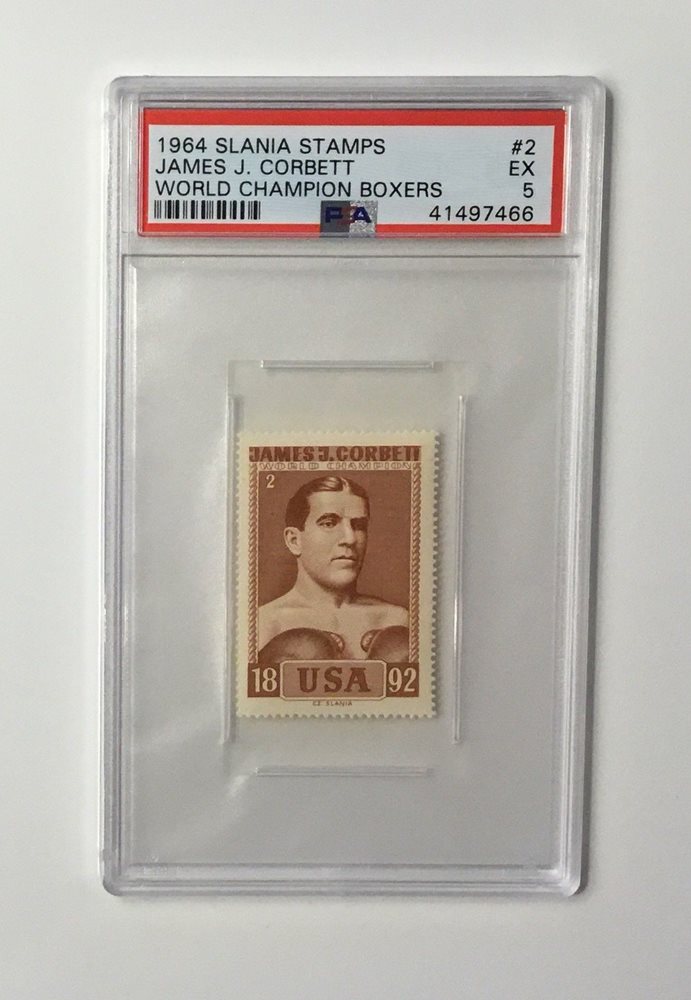 1964 SLANIA STAMPS #2
JAMES J. CORBETT EX
WORLD CHAMPION BOXERS 5
PSA 41497466
JAMES J. CORBETT
WORLD CHAMPION
2
18 USA 92
CZ SLANIA